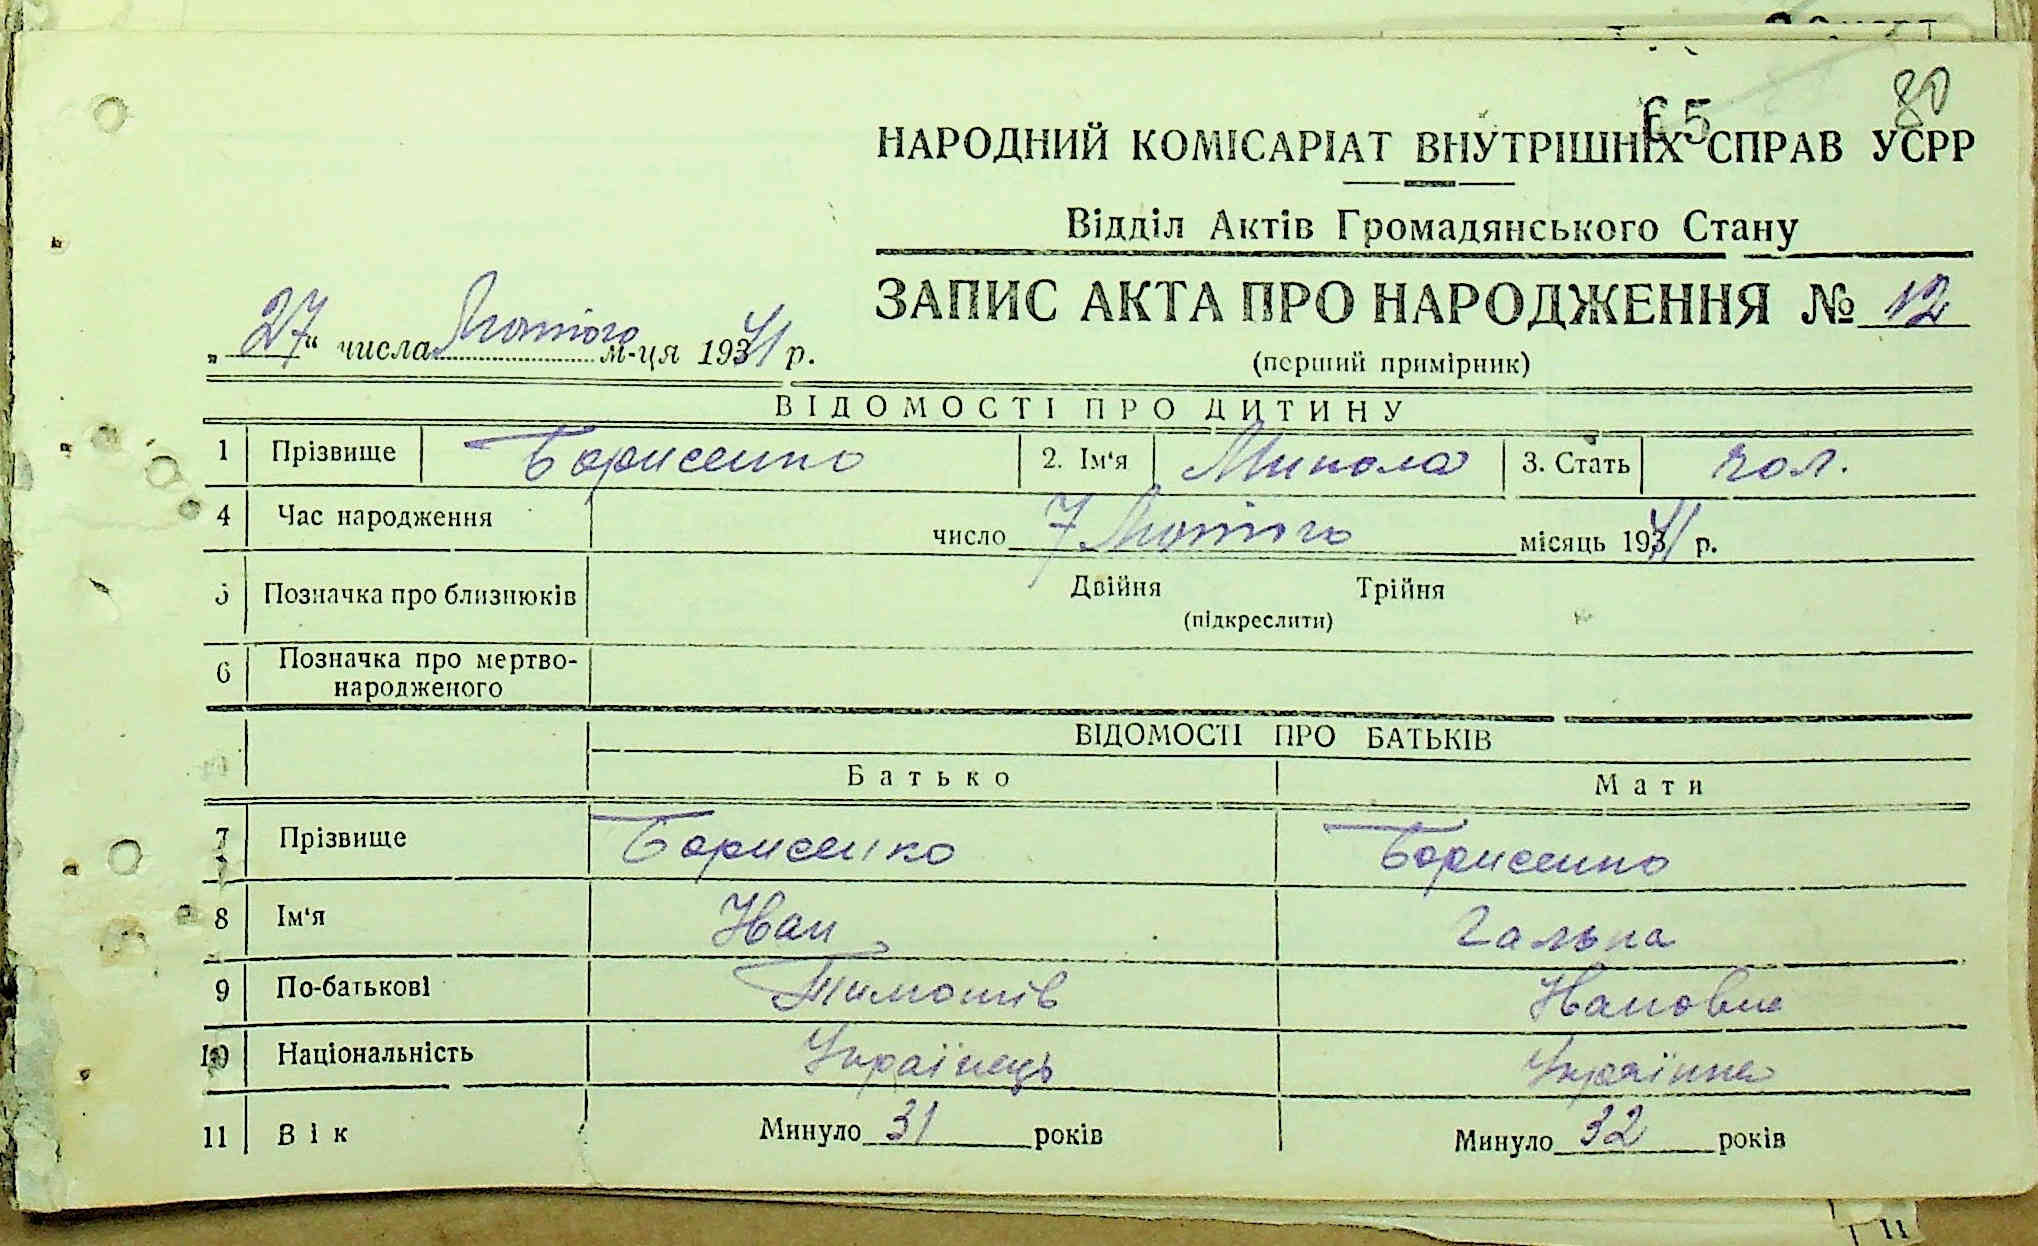 80
65
НАРОДНИЙ КОМІСАРІАТ ВНУТРІШНІХ СПРАВ УСРР
Відділ Актів Громадянського Стану
ЗАПИС АКТА ПРО НАРОДЖЕННЯ № 12
„27“ числа Лютого м-ця 1941 р.
(перший примірник)
ВІДОМОСТІ ПРО ДИТИНУ
1 Прізвище Борисенко 2. Ім‘я Микола 3. Стать чол.
4 Час народження число 7 Лютого місяць 1941 р.
5 Позначка про близнюків Двійня Трійня
(підкреслити)
6 Позначка про мертво-
народженого
ВІДОМОСТІ ПРО БАТЬКІВ
Батько Мати
7 Прізвище Борисенко Борисенко
8 Ім‘я Иван Гальна
9 По-батькові Тимотів Ивановна
10 Національність Українець Українка
11 Вік Минуло 31 років Минуло 32 років
11